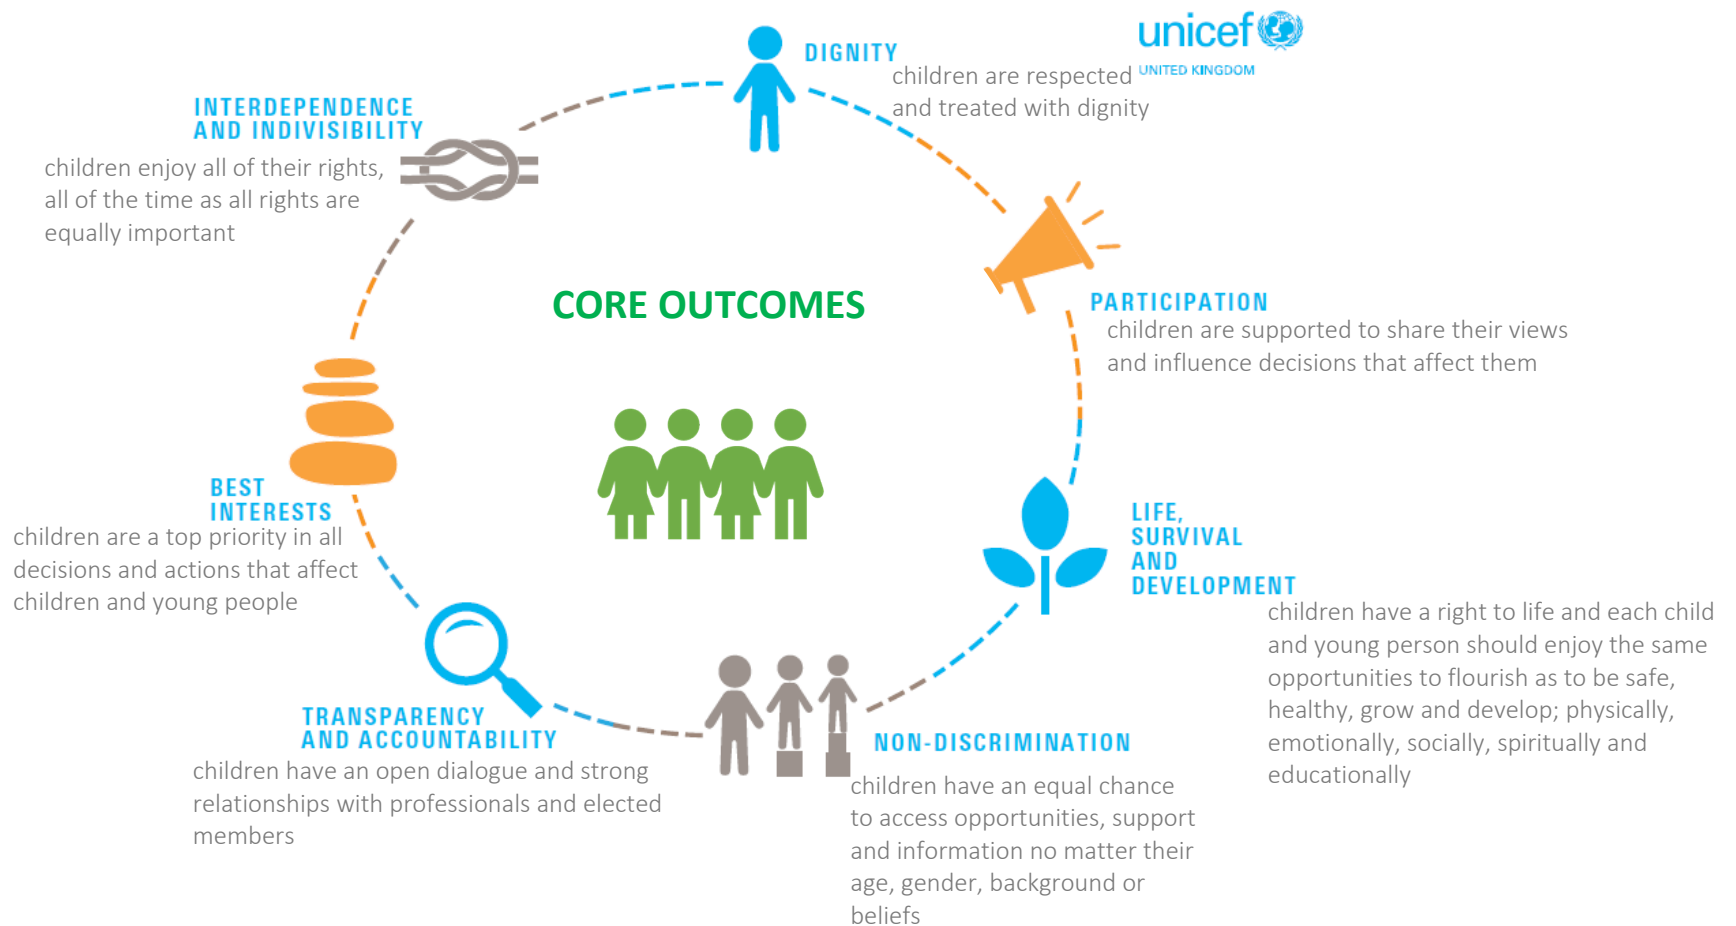 unicef
UNITED KINGDOM
DIGNITY
children are respected
and treated with dignity
PARTICIPATION
children are supported to share their views
and influence decisions that affect them
LIFE,
SURVIVAL
AND
DEVELOPMENT
children have a right to life and each child
and young person should enjoy the same
opportunities to flourish as to be safe,
healthy, grow and develop; physically,
emotionally, socially, spiritually and
educationally
NON-DISCRIMINATION
children have an equal chance
to access opportunities, support
and information no matter their
age, gender, background or
beliefs
TRANSPARENCY
AND ACCOUNTABILITY
children have an open dialogue and strong
relationships with professionals and elected
members
BEST
INTERESTS
children are a top priority in all
decisions and actions that affect
children and young people
INTERDEPENDENCE
AND INDIVISIBILITY
children enjoy all of their rights,
all of the time as all rights are
equally important
CORE OUTCOMES